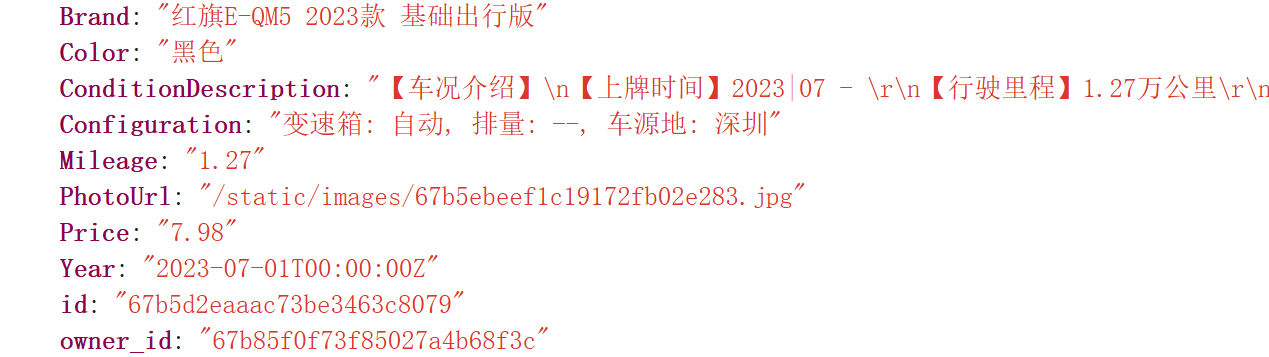 Brand: "红旗E-QM5 2023款 基础出行版"
Color: "黑色"
ConditionDescription: "【车况介绍】\n【上牌时间】2023|07 - \r\n【行驶里程】1.27万公里\r\n
Configuration: "变速箱: 自动, 排量: --, 车源地: 深圳"
Mileage: "1.27"
PhotoUrl: "/static/images/67b5ebeef1c19172fb02e283.jpg"
Price: "7.98"
Year: "2023-07-01T00:00:00Z"
id: "67b5d2eaaac73be3463c8079"
owner_id: "67b85f0f73f85027a4b68f3c"